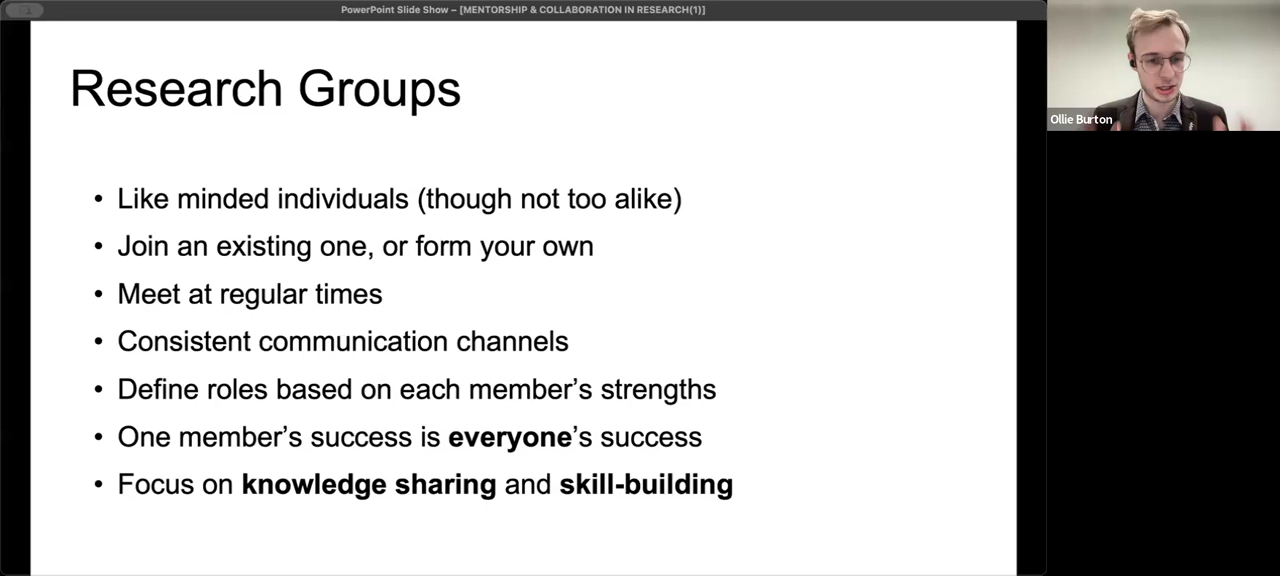 PowerPoint Slide Show – [MENTORSHIP & COLLABORATION IN RESEARCH(1)]
Research Groups
• Like minded individuals (though not too alike)
• Join an existing one, or form your own
• Meet at regular times
• Consistent communication channels
• Define roles based on each member’s strengths
• One member’s success is everyone’s success
• Focus on knowledge sharing and skill-building
Ollie Burton